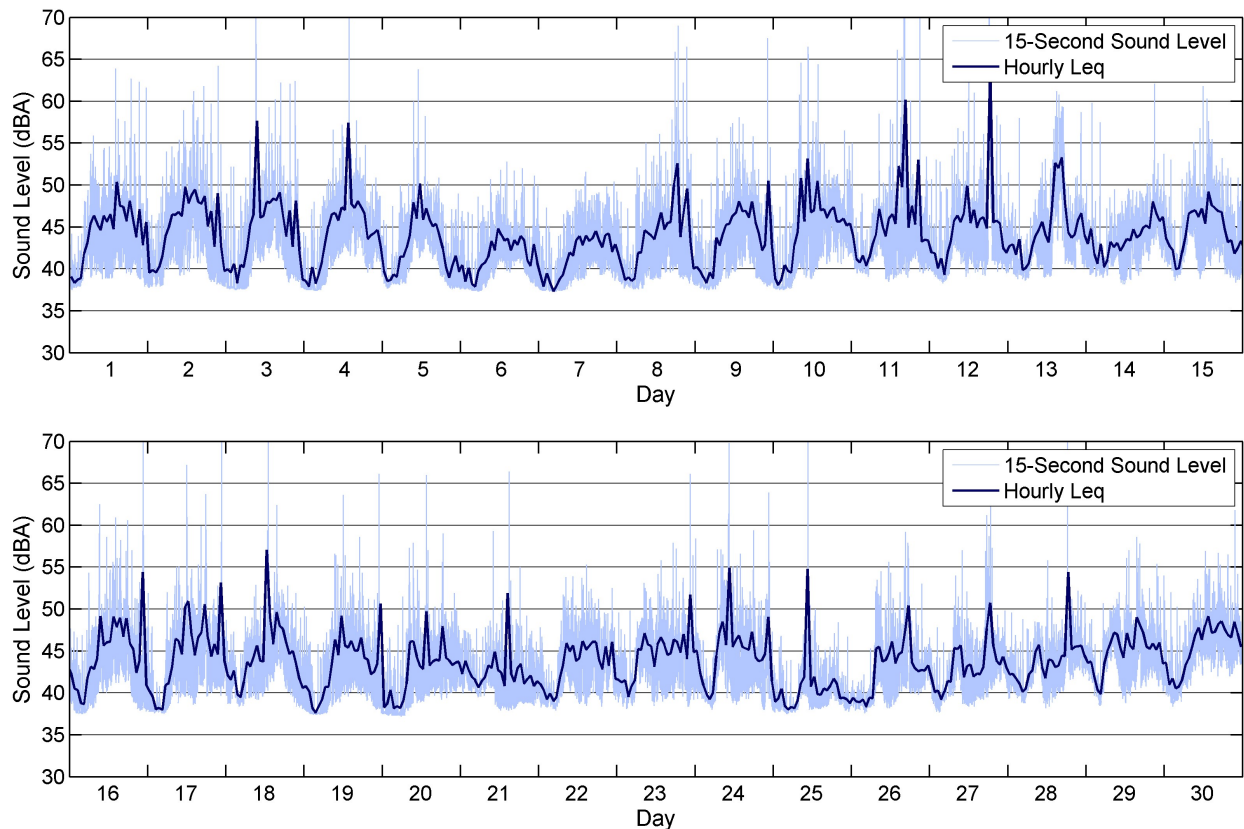 70
65
60
55
50
45
40
35
30
Sound Level (dBA)
15-Second Sound Level
Hourly Leq
1 2 3 4 5 6 7 8 9 10 11 12 13 14 15
Day
70
65
60
55
50
45
40
35
30
Sound Level (dBA)
15-Second Sound Level
Hourly Leq
16 17 18 19 20 21 22 23 24 25 26 27 28 29 30
Day